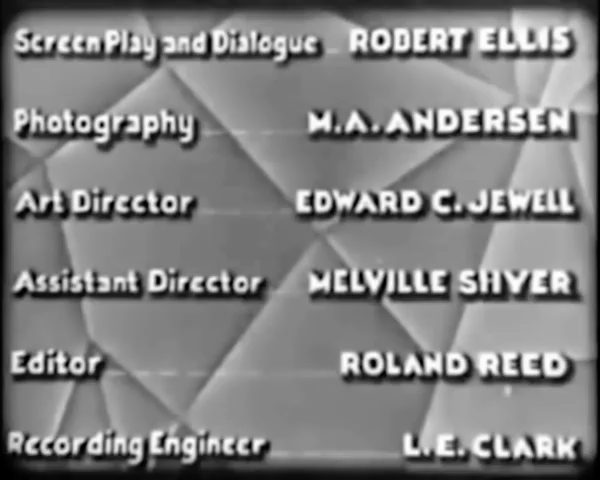 Screen Play and Dialogue ROBERT ELLIS
Photography M.A. ANDERSEN
Art Director EDWARD C. JEWELL
Assistant Director MELVILLE SHYER
Editor ROLAND REED
Recording Engineer L.E. CLARK